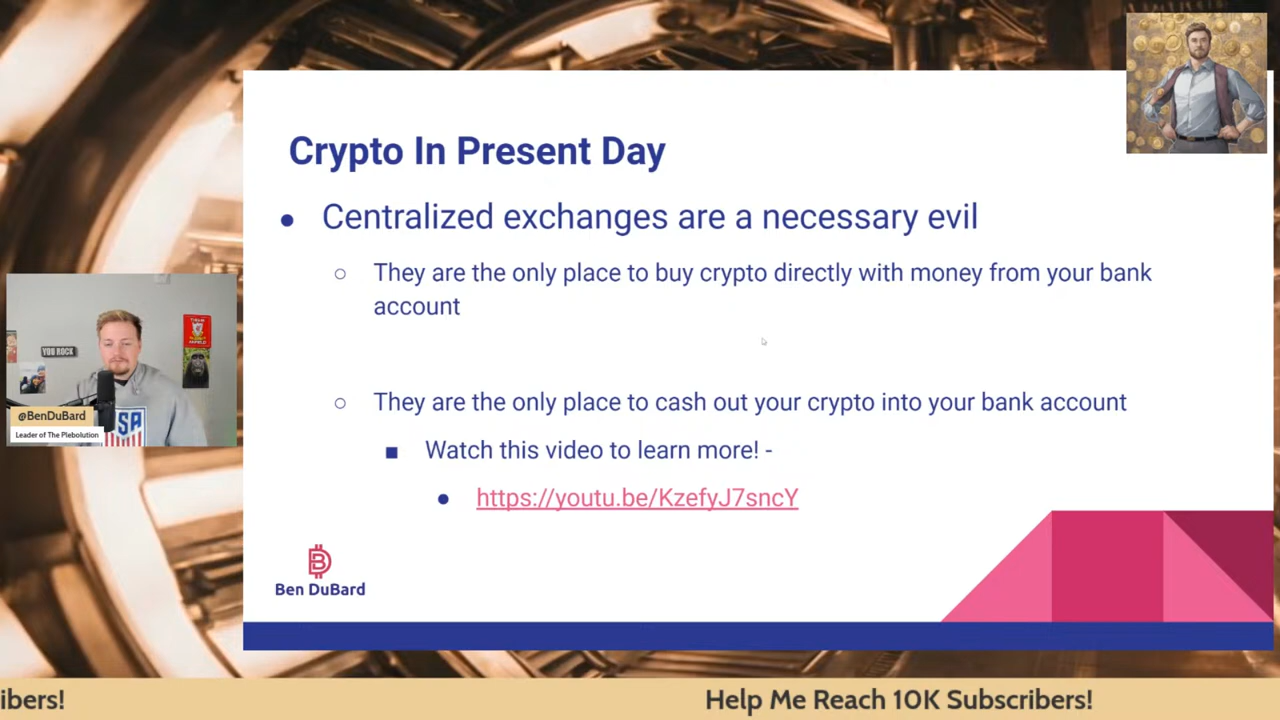 Crypto In Present Day
● Centralized exchanges are a necessary evil
○ They are the only place to buy crypto directly with money from your bank
account
○ They are the only place to cash out your crypto into your bank account
■ Watch this video to learn more! -
● https://youtu.be/KzefyJ7sncY
Ben DuBard
YOU ROCK
SA
@BenDuBard
Leader of The Plebolution
ibers!
Help Me Reach 10K Subscribers!